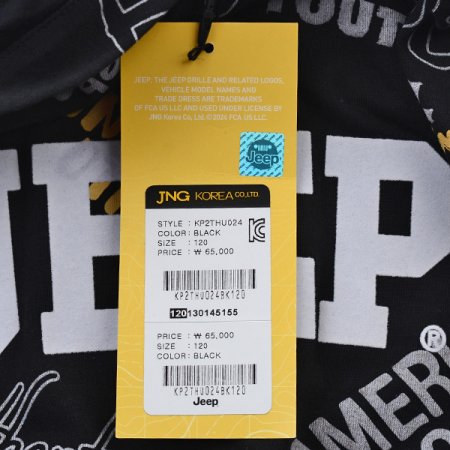 TOUT
JEEP, THE JEEP GRILLE AND RELATED LOGOS,
VEHICLE MODEL NAMES AND
TRADE DRESS ARE TRADEMARKS
OF FCA US LLC AND USED UNDER LICENSE BY
JNG Korea Co, Ltd. © 2024 FCA US LLC.
Jeep
JNG KOREA CO.,LTD.
STYLE : KP2THU024
COLOR: BLACK
SIZE : 120
PRICE : ₩ 65,000
KP2THU024BK120
120130145155
PRICE : ₩ 65,000
SIZE : 120
COLOR: BLACK
KP2THU024BK120
Jeep
JEEP
®
AMERI